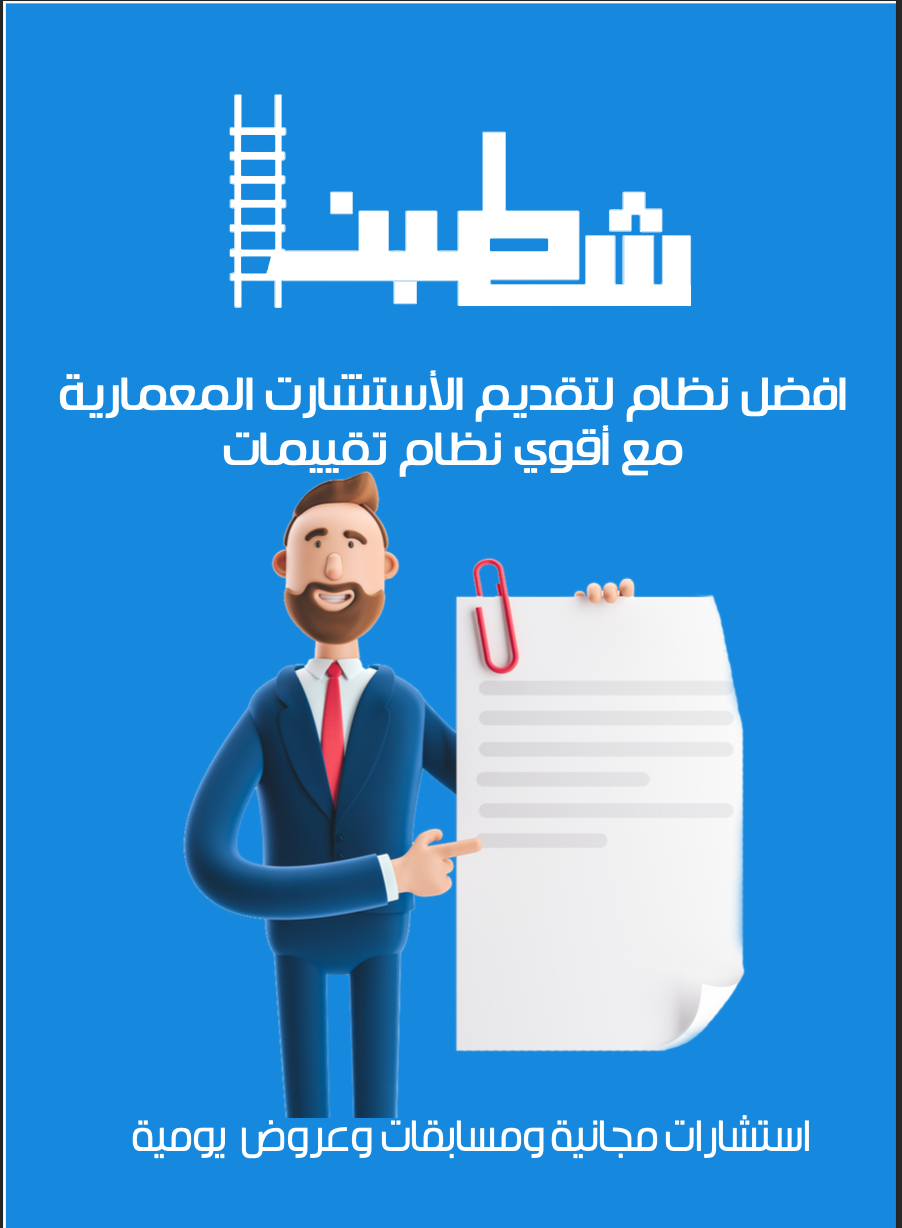 شطبنا
افضل نظام لتقديم الأستشارت المعمارية
مع أقوي نظام تقييمات
استشارات مجانية ومسابقات وعروض يومية